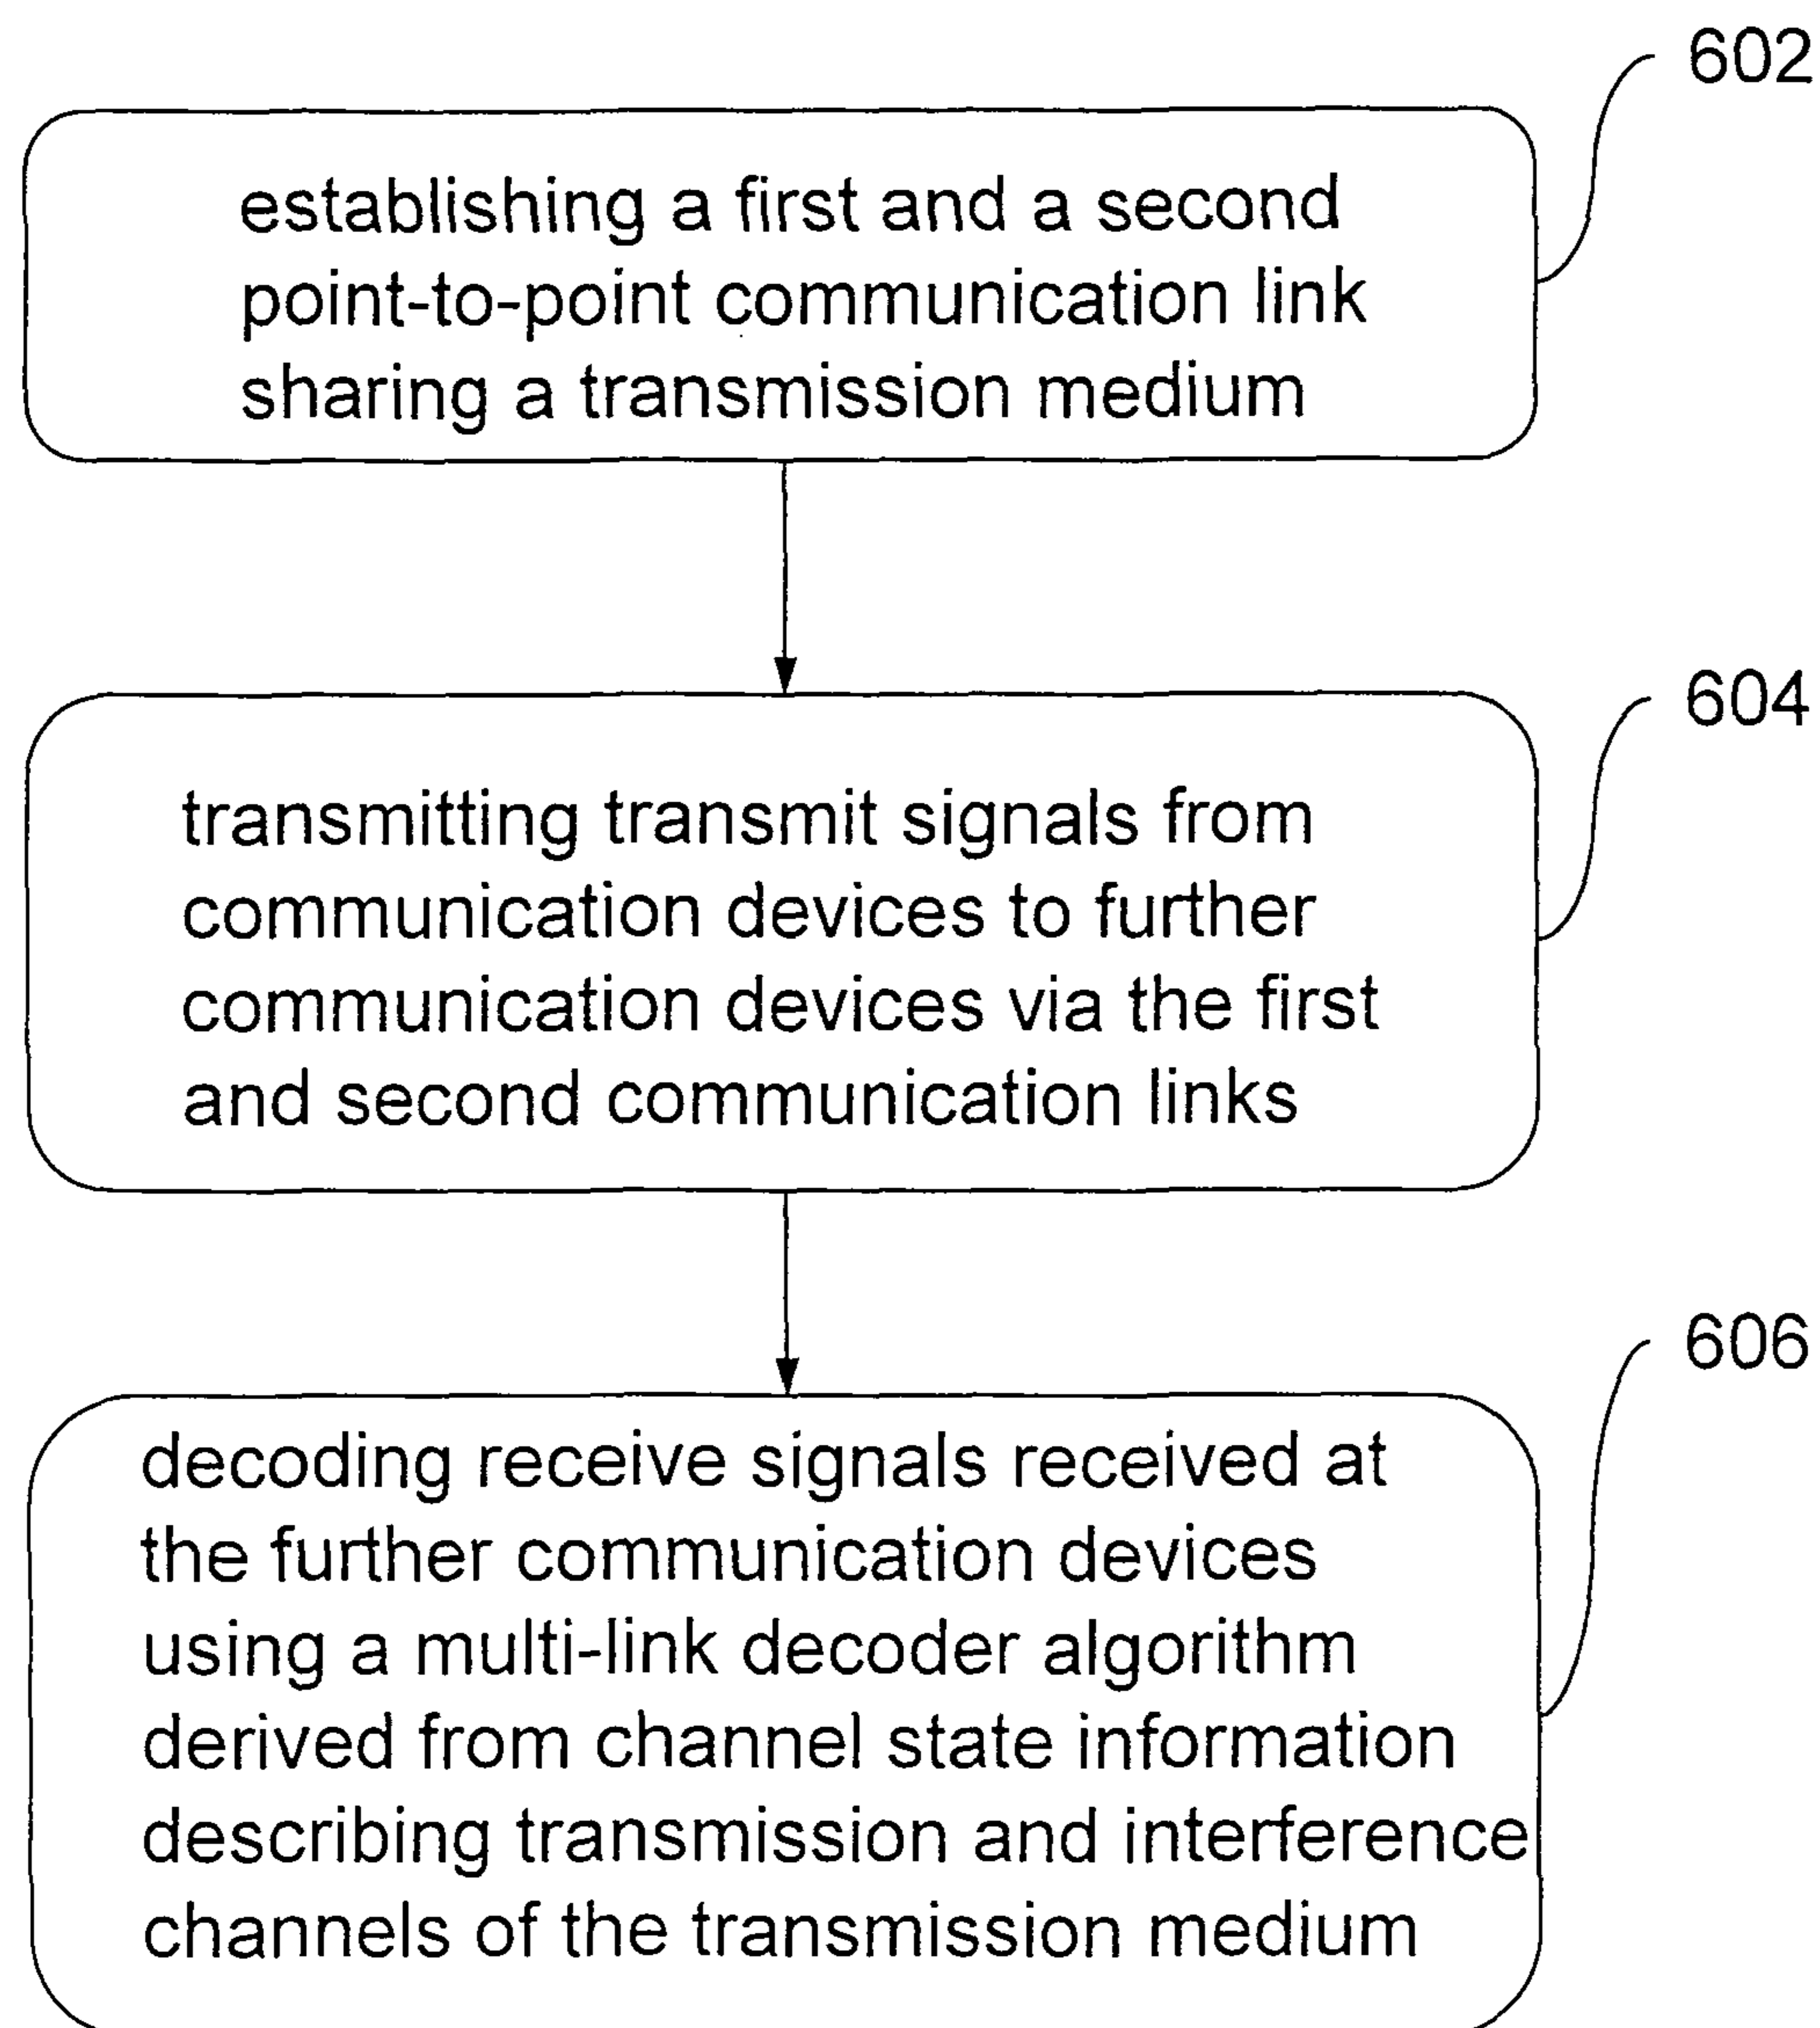 602
establishing a first and a second
point-to-point communication link
sharing a transmission medium
604
transmitting transmit signals from
communication devices to further
communication devices via the first
and second communication links
606
decoding receive signals received at
the further communication devices
using a multi-link decoder algorithm
derived from channel state information
describing transmission and interference
channels of the transmission medium